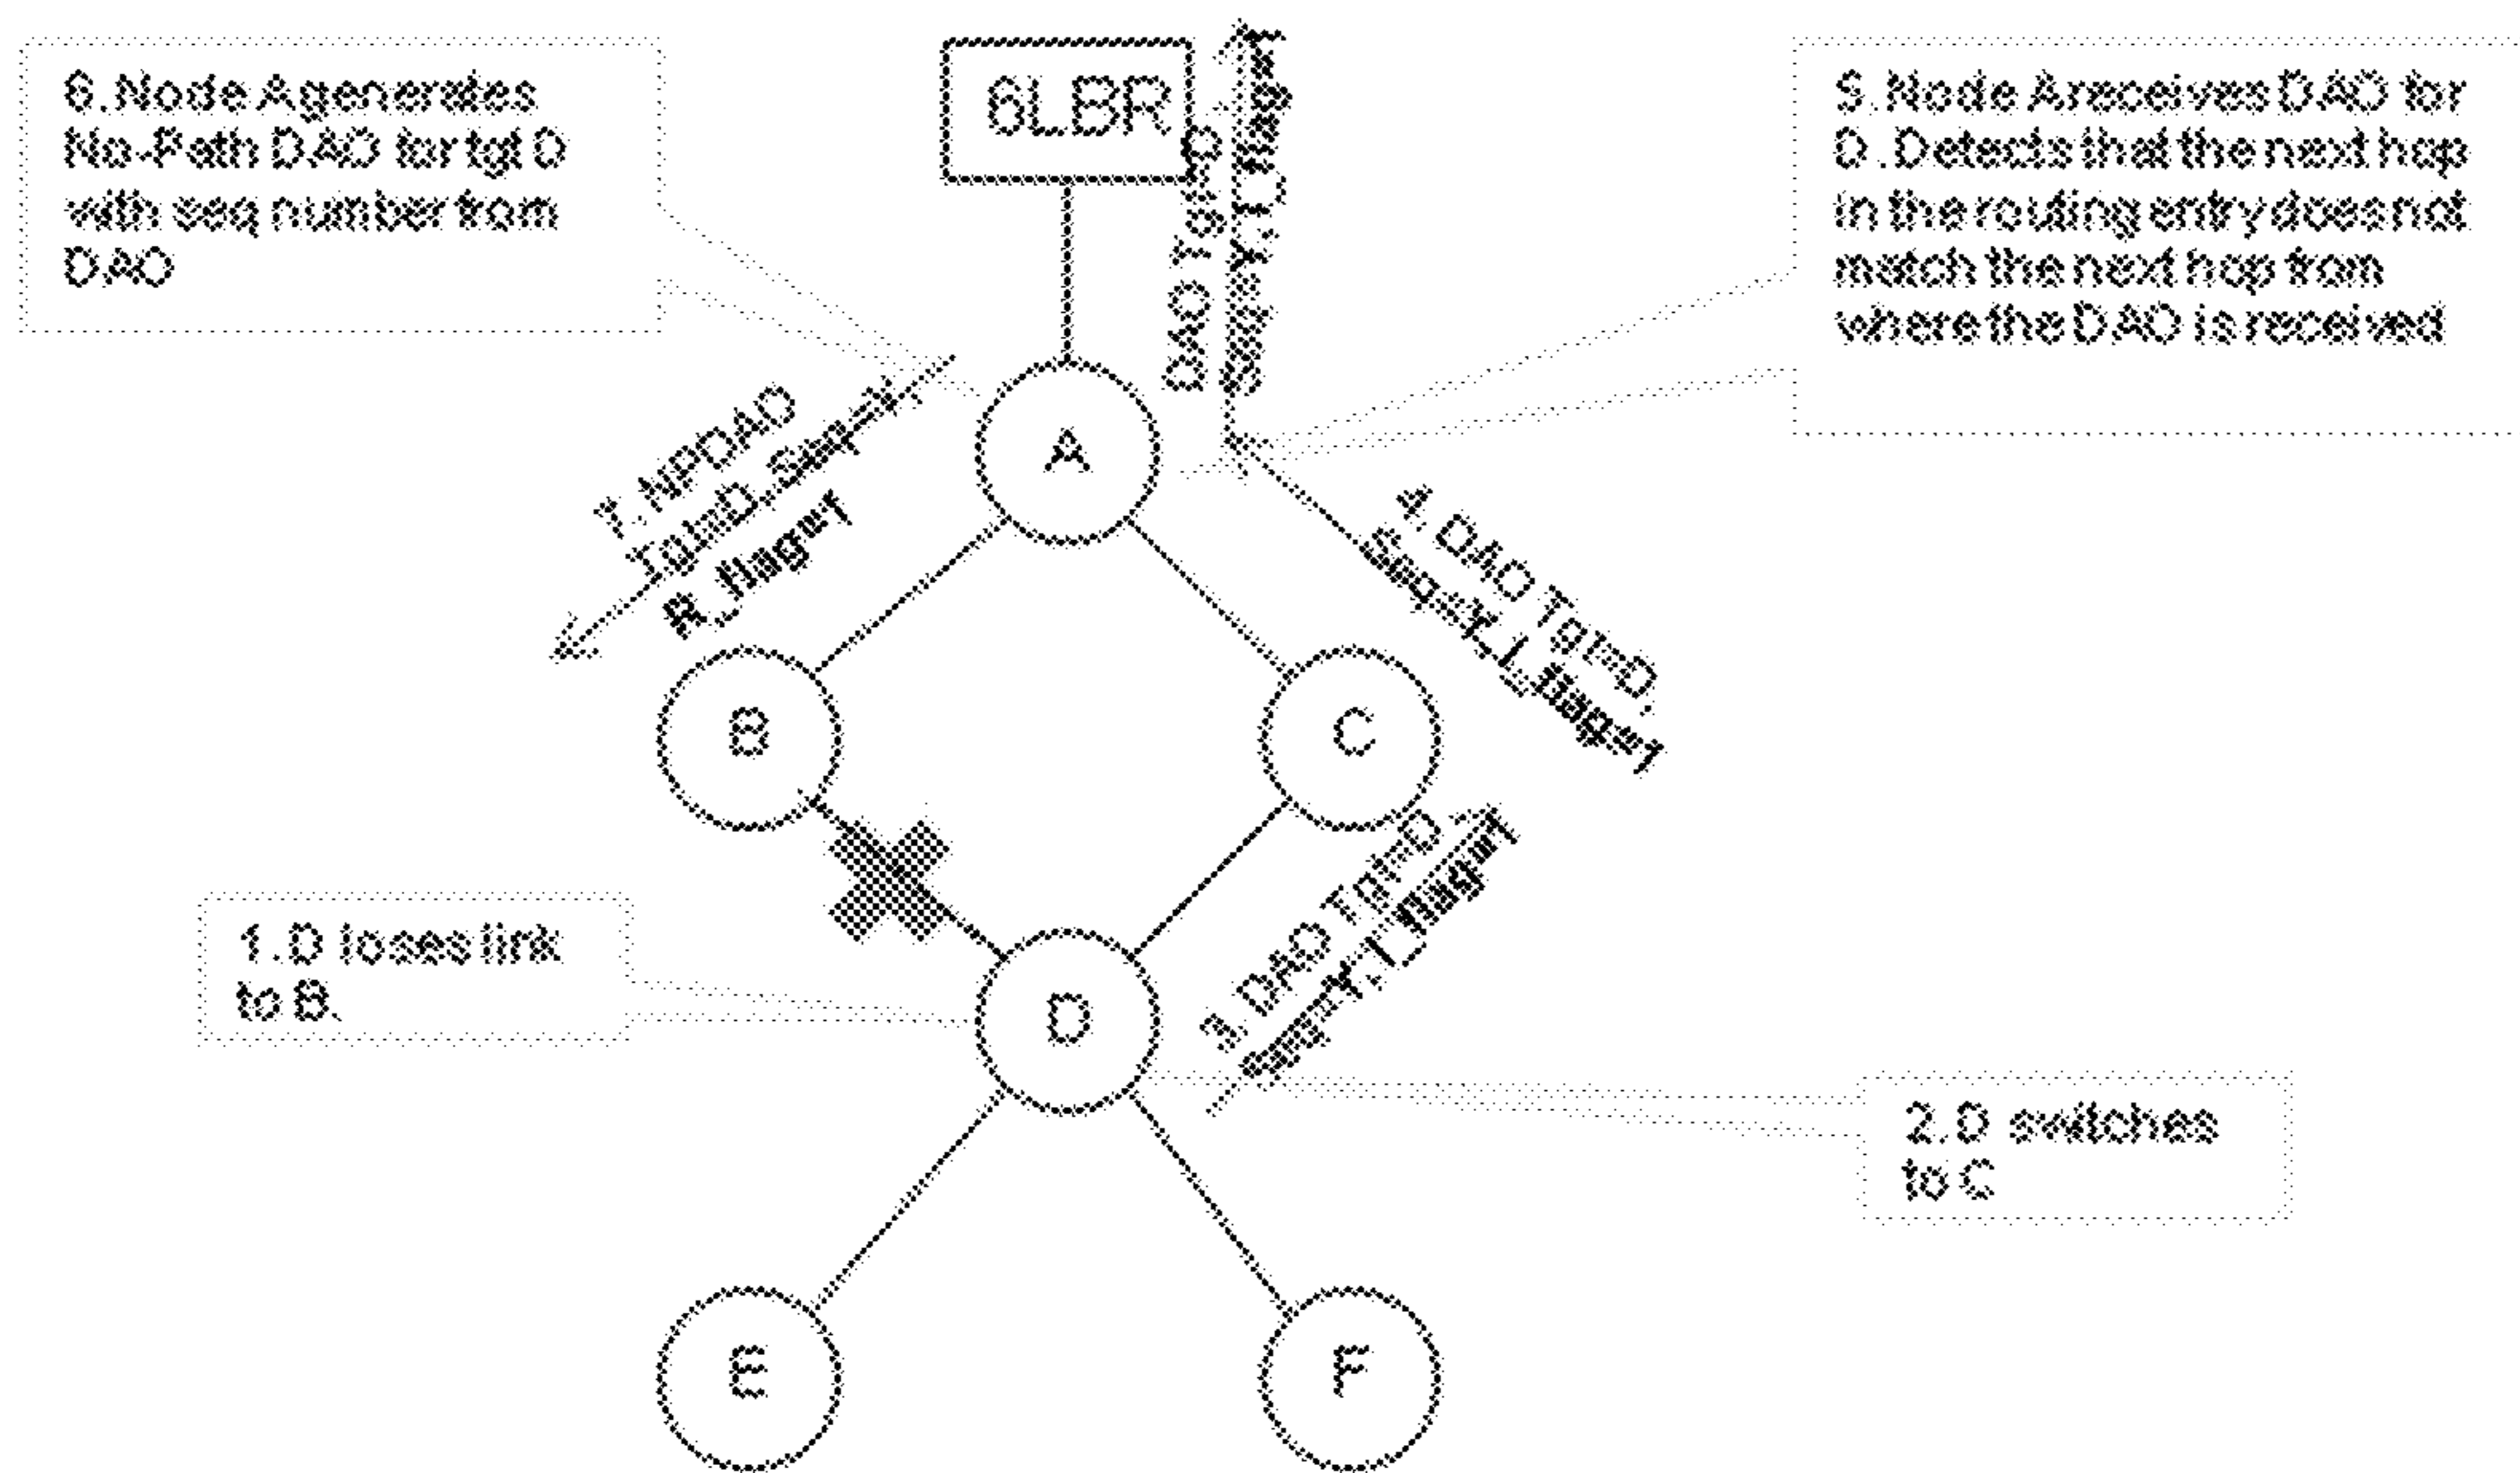 6.Node A generates
No-Path DAO for tgt D
with seq number from
DAO
6LBR
5.Node A receives DAO for
D. Detects that the next hop
in the routing entry does not
match the next hop from
where the DAO is received
DAO
A
7.NPDAO
4 DAO Tgt=D,
B
C
3. DAO Tgt=D
1.D loses link
to B.
D
2.D switches
to C
E
F